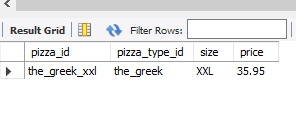 Result Grid Filter Rows:
pizza_id pizza_type_id size price
the_greek_xxl the_greek XXL 35.95